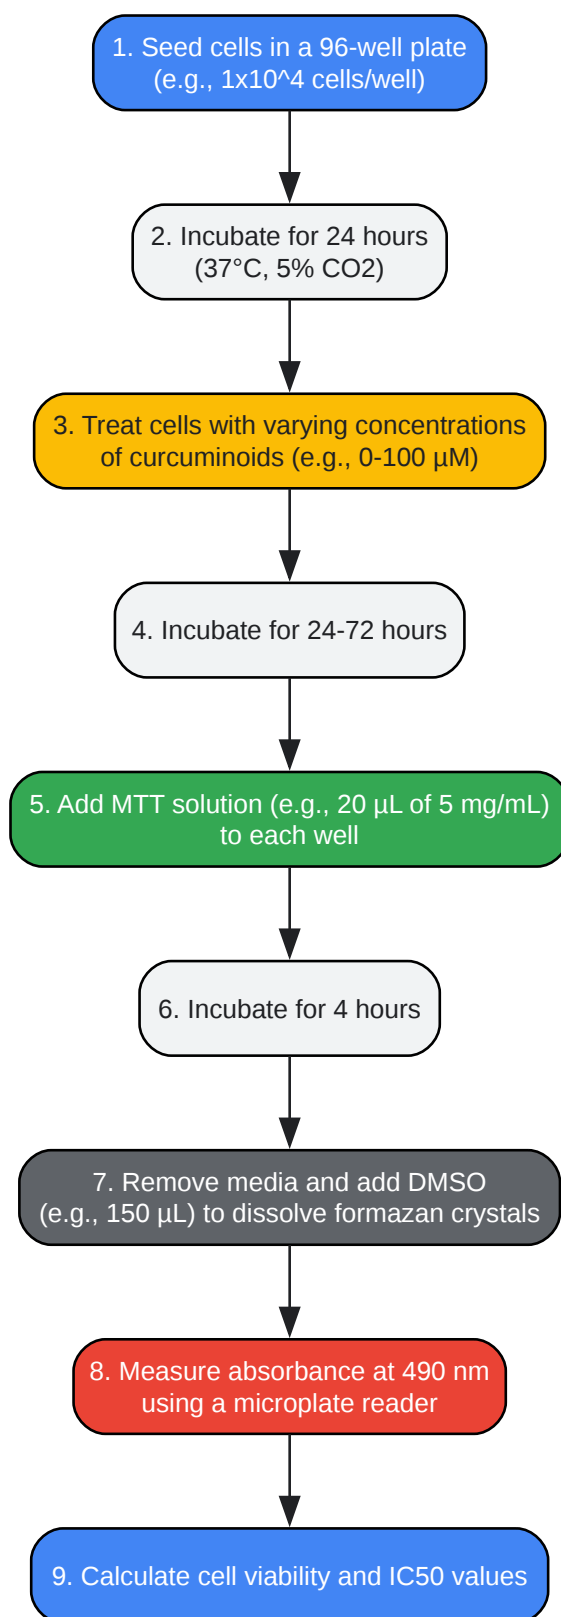 1. Seed cells in a 96-well plate
(e.g., 1x10^4 cells/well)
2. Incubate for 24 hours
(37°C, 5% CO2)
3. Treat cells with varying concentrations
of curcuminoids (e.g., 0-100 µM)
4. Incubate for 24-72 hours
5. Add MTT solution (e.g., 20 µL of 5 mg/mL)
to each well
6. Incubate for 4 hours
7. Remove media and add DMSO
(e.g., 150 µL) to dissolve formazan crystals
8. Measure absorbance at 490 nm
using a microplate reader
9. Calculate cell viability and IC50 values